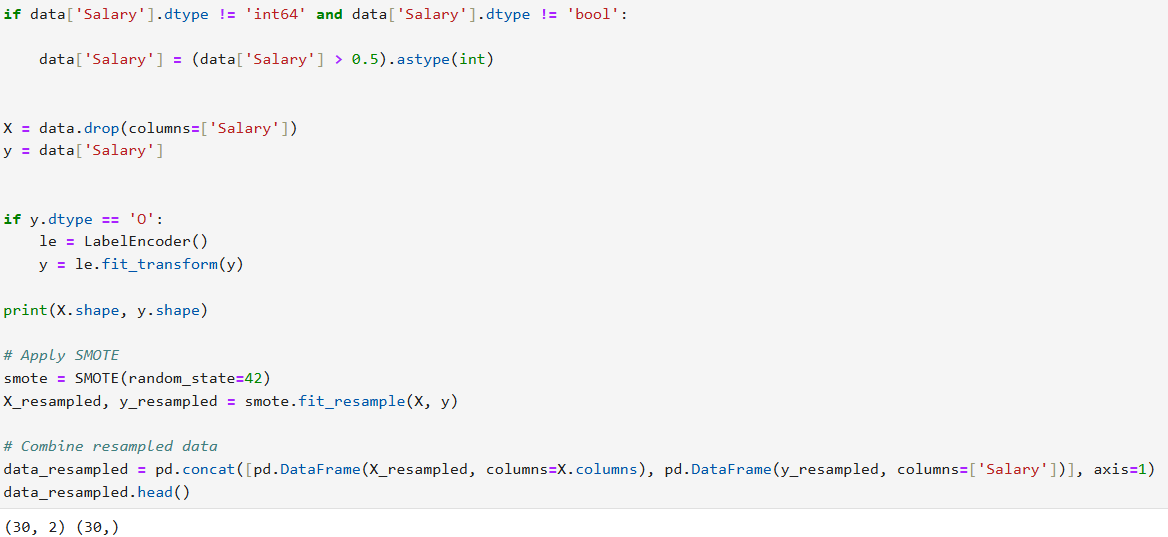 if data['Salary'].dtype != 'int64' and data['Salary'].dtype != 'bool':
data['Salary'] = (data['Salary'] > 0.5).astype(int)
X = data.drop(columns=['Salary'])
y = data['Salary']
if y.dtype == 'O':
le = LabelEncoder()
y = le.fit_transform(y)
print(X.shape, y.shape)
# Apply SMOTE
smote = SMOTE(random_state=42)
X_resampled, y_resampled = smote.fit_resample(X, y)
# Combine resampled data
data_resampled = pd.concat([pd.DataFrame(X_resampled, columns=X.columns), pd.DataFrame(y_resampled, columns=['Salary'])], axis=1)
data_resampled.head()
(30, 2) (30,)